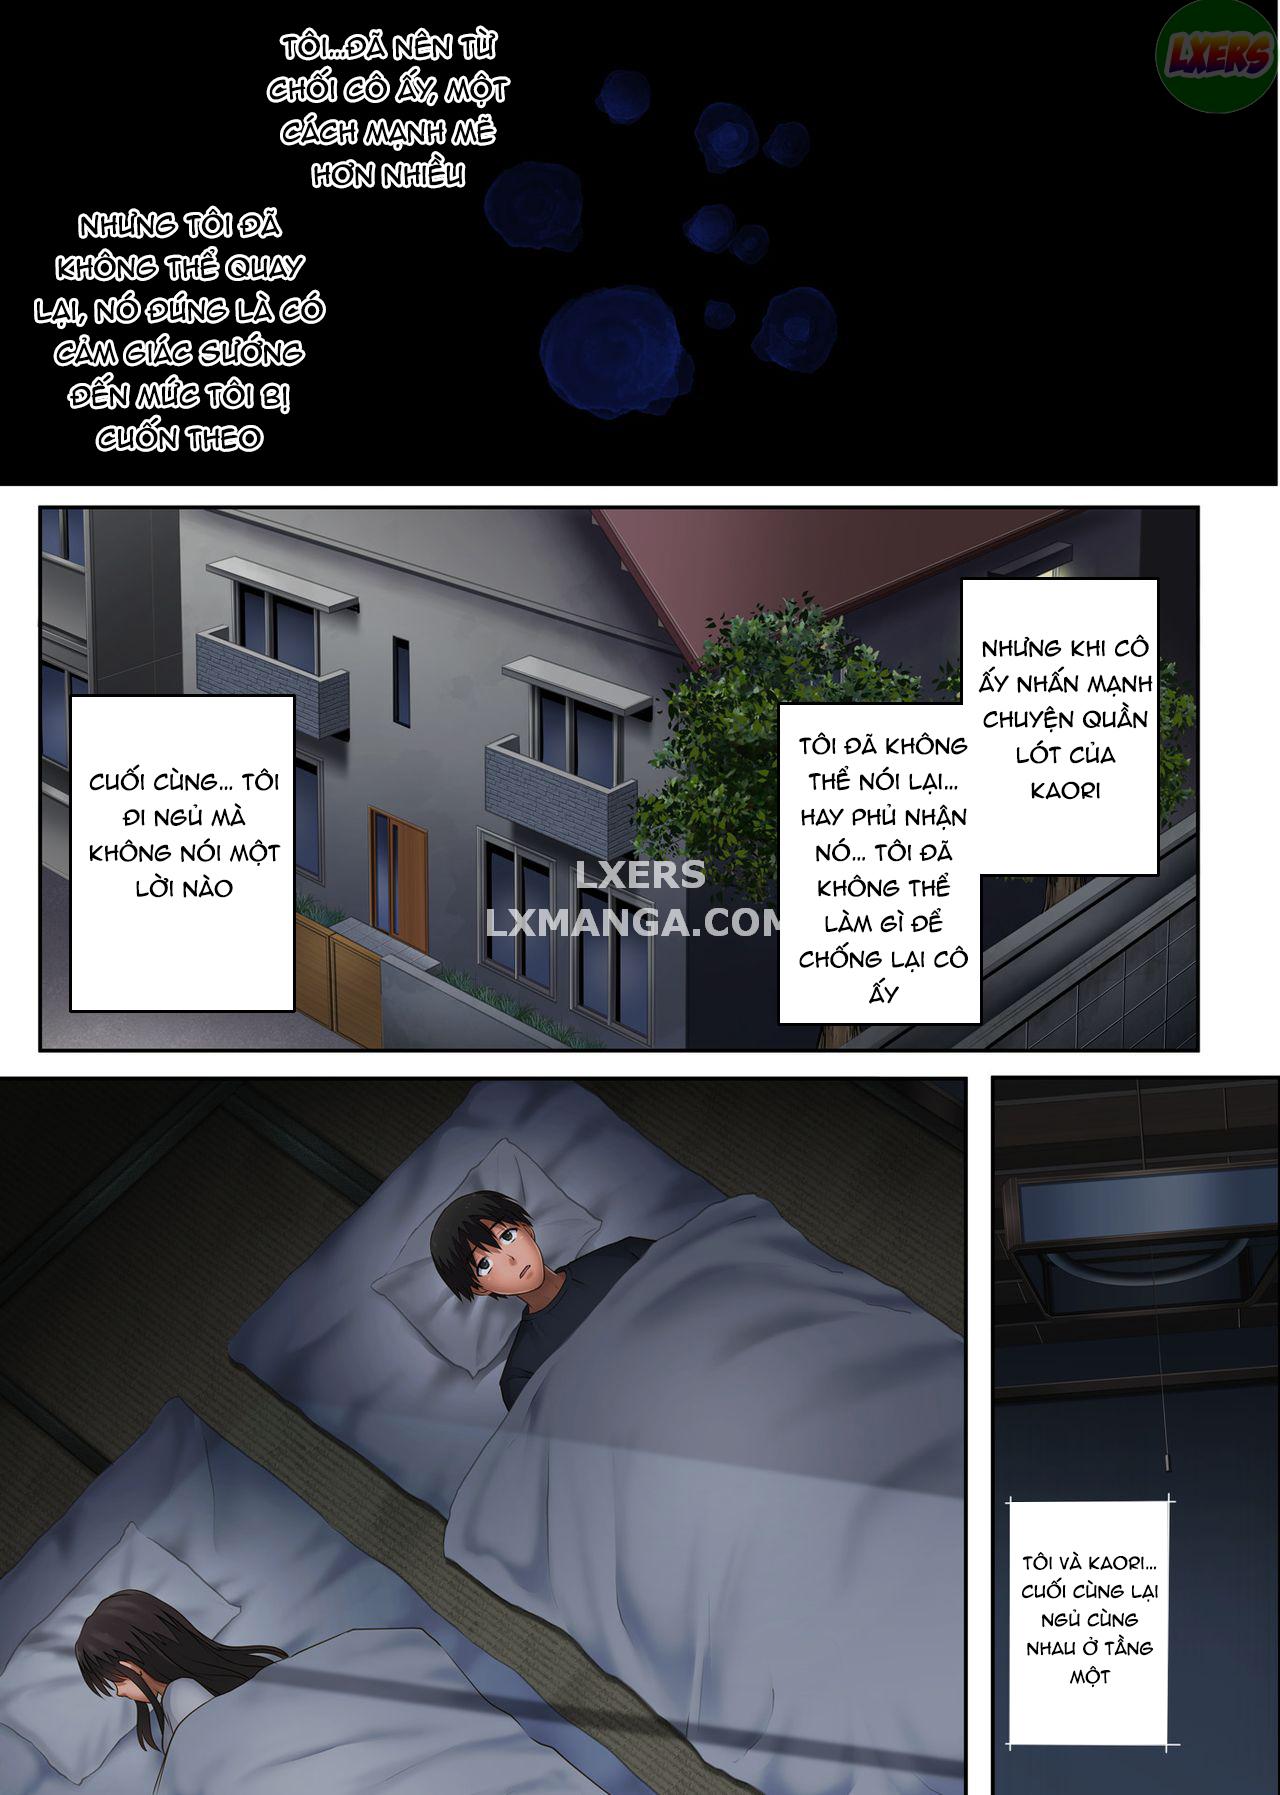 LXERS
TÔI...ĐÃ NÊN TỪ
CHỐI CÔ ẤY, MỘT
CÁCH MẠNH MẼ
HƠN NHIỀU
NHƯNG TÔI ĐÃ
KHÔNG THỂ QUAY
LẠI, NÓ ĐÚNG LÀ CÓ
CẢM GIÁC SƯỚNG
ĐẾN MỨC TÔI BỊ
CUỐN THEO
NHƯNG KHI CÔ
ẤY NHẤN MẠNH
CHUYỆN QUẦN
LÓT CỦA
KAORI
TÔI ĐÃ KHÔNG
THỂ NÓI LẠI...
HAY PHỦ NHẬN
NÓ... TÔI ĐÃ
KHÔNG THỂ
LÀM GÌ ĐỂ
CHỐNG LẠI CÔ
ẤY
CUỐI CÙNG... TÔI
ĐI NGỦ MÀ
KHÔNG NÓI MỘT
LỜI NÀO
LXERS
LXMANGA.COM
TÔI VÀ KAORI...
CUỐI CÙNG LẠI
NGỦ CÙNG
NHAU Ở TẦNG
MỘT